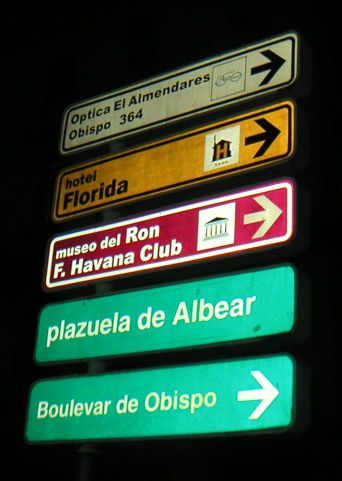 Optica El Almendares
Obispo 364
hotel
Florida
museo del Ron
F. Havana Club
plazuela de Albear
Boulevar de Obispo